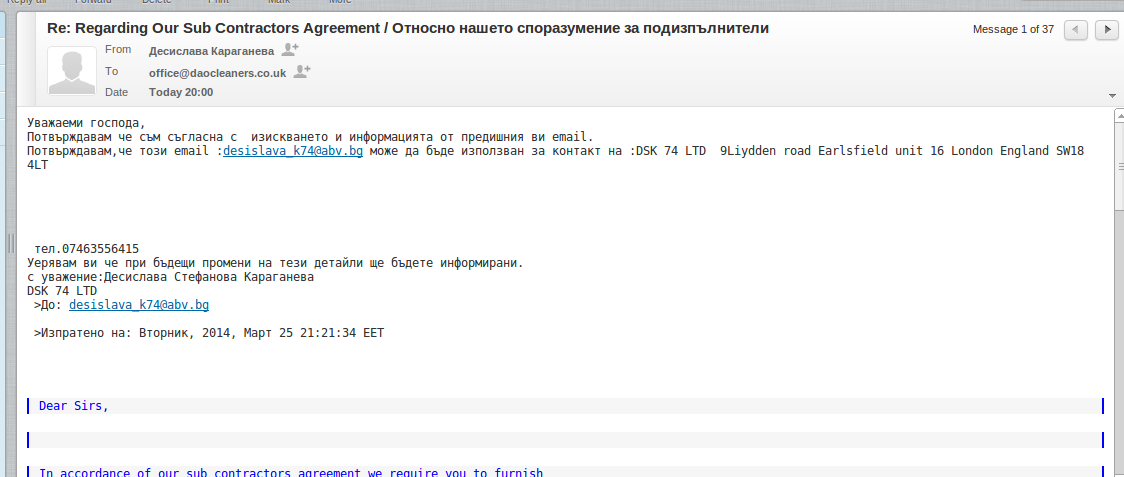 Reply all Forward Delete Print Mark More
Re: Regarding Our Sub Contractors Agreement / Относно нашето споразумение за подизпълнители
Message 1 of 37
From Десислава Караганева
To office@daocleaners.co.uk
Date Today 20:00
Уважаеми господа,
Потвърждавам че съм съгласна с изискването и информацията от предишния ви email.
Потвърждавам,че този email :desislava_k74@abv.bg може да бъде използван за контакт на :DSK 74 LTD 9Liydden road Earlsfield unit 16 London England SW18
4LT
тел.07463556415
Уерявам ви че при бъдещи промени на тези детайли ще бъдете информирани.
с уважение:Десислава Стефанова Караганева
DSK 74 LTD
>До: desislava_k74@abv.bg
>Изпратено на: Вторник, 2014, Март 25 21:21:34 EET
Dear Sirs,
In accordance of our sub contractors agreement we require you to furnish